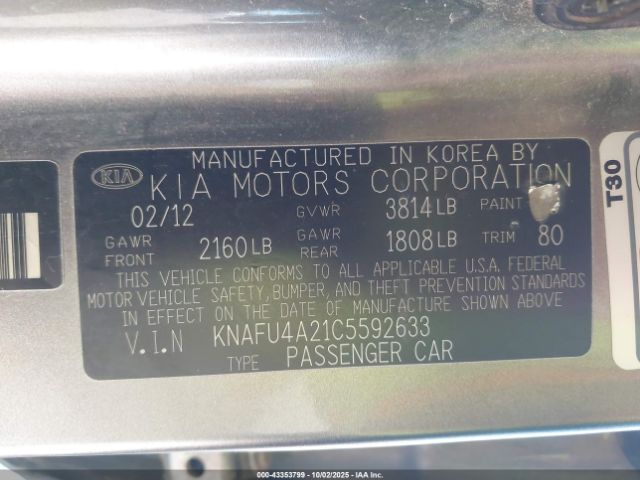 MANUFACTURED IN KOREA BY
KIA KIA MOTORS CORPORATION
02/12 GVWR 3814 LB PAINT
GAWR FRONT 2160 LB GAWR REAR 1808 LB TRIM 80
THIS VEHICLE CONFORMS TO ALL APPLICABLE U.S.A. FEDERAL
MOTOR VEHICLE SAFETY, BUMPER, AND THEFT PREVENTION STANDARDS
IN EFFECT ON THE DATE OF MANUFACTURE SHOWN ABOVE
V.I.N KNAFU4A21C5592633
TYPE PASSENGER CAR
T30
000-43353799 - 10/02/2025 - IAAI.COM